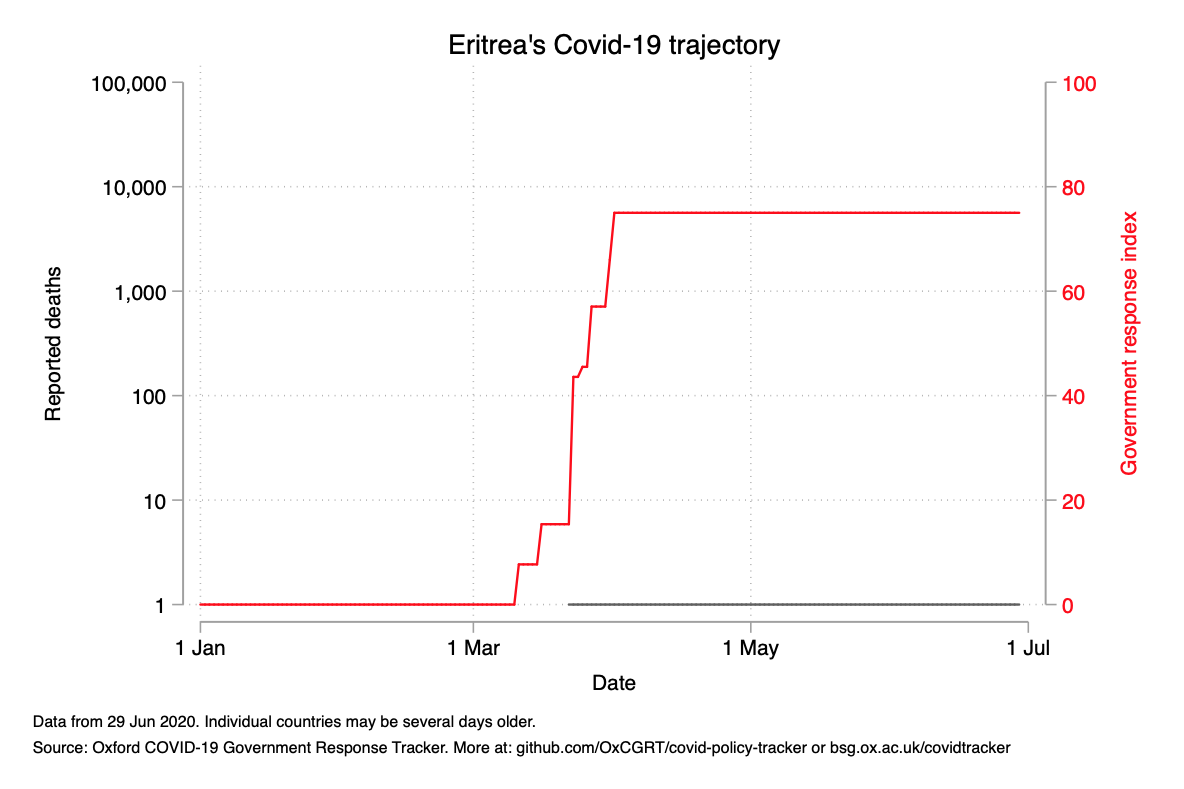 Eritrea's Covid-19 trajectory
100,000
10,000
1,000
100
10
1
Reported deaths
100
80
60
40
20
0
Government response index
1 Jan
1 Mar
1 May
1 Jul
Date
Data from 29 Jun 2020. Individual countries may be several days older.
Source: Oxford COVID-19 Government Response Tracker. More at: github.com/OxCGRT/covid-policy-tracker or bsg.ox.ac.uk/covidtracker